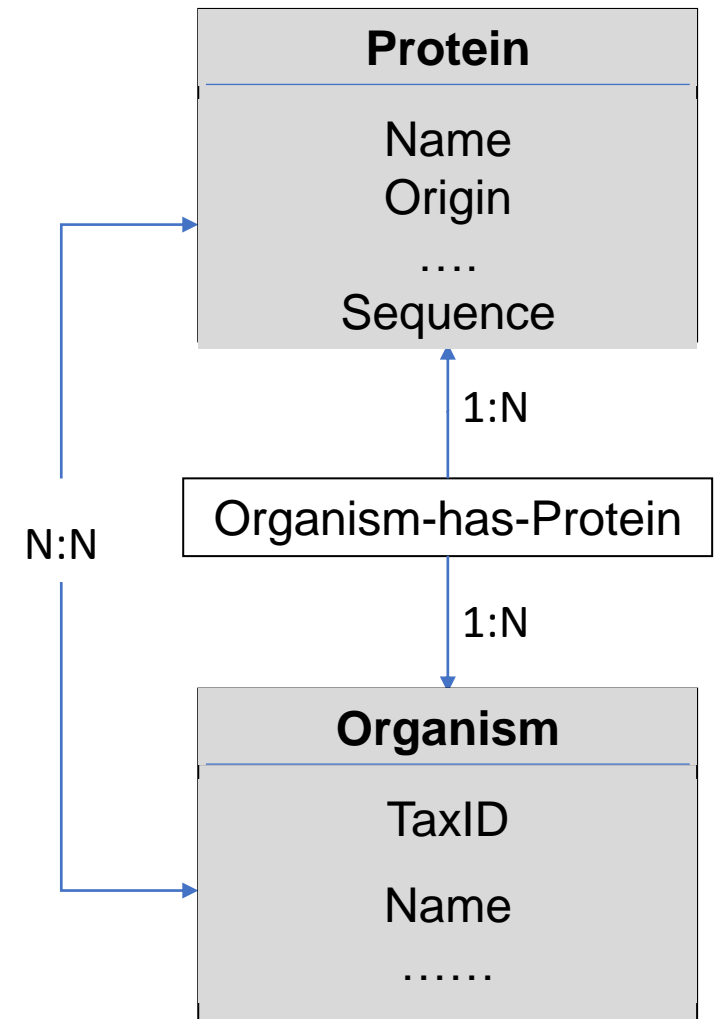 Protein
Name
Origin
….
Sequence
1:N
Organism-has-Protein
N:N
1:N
Organism
TaxID
Name
……